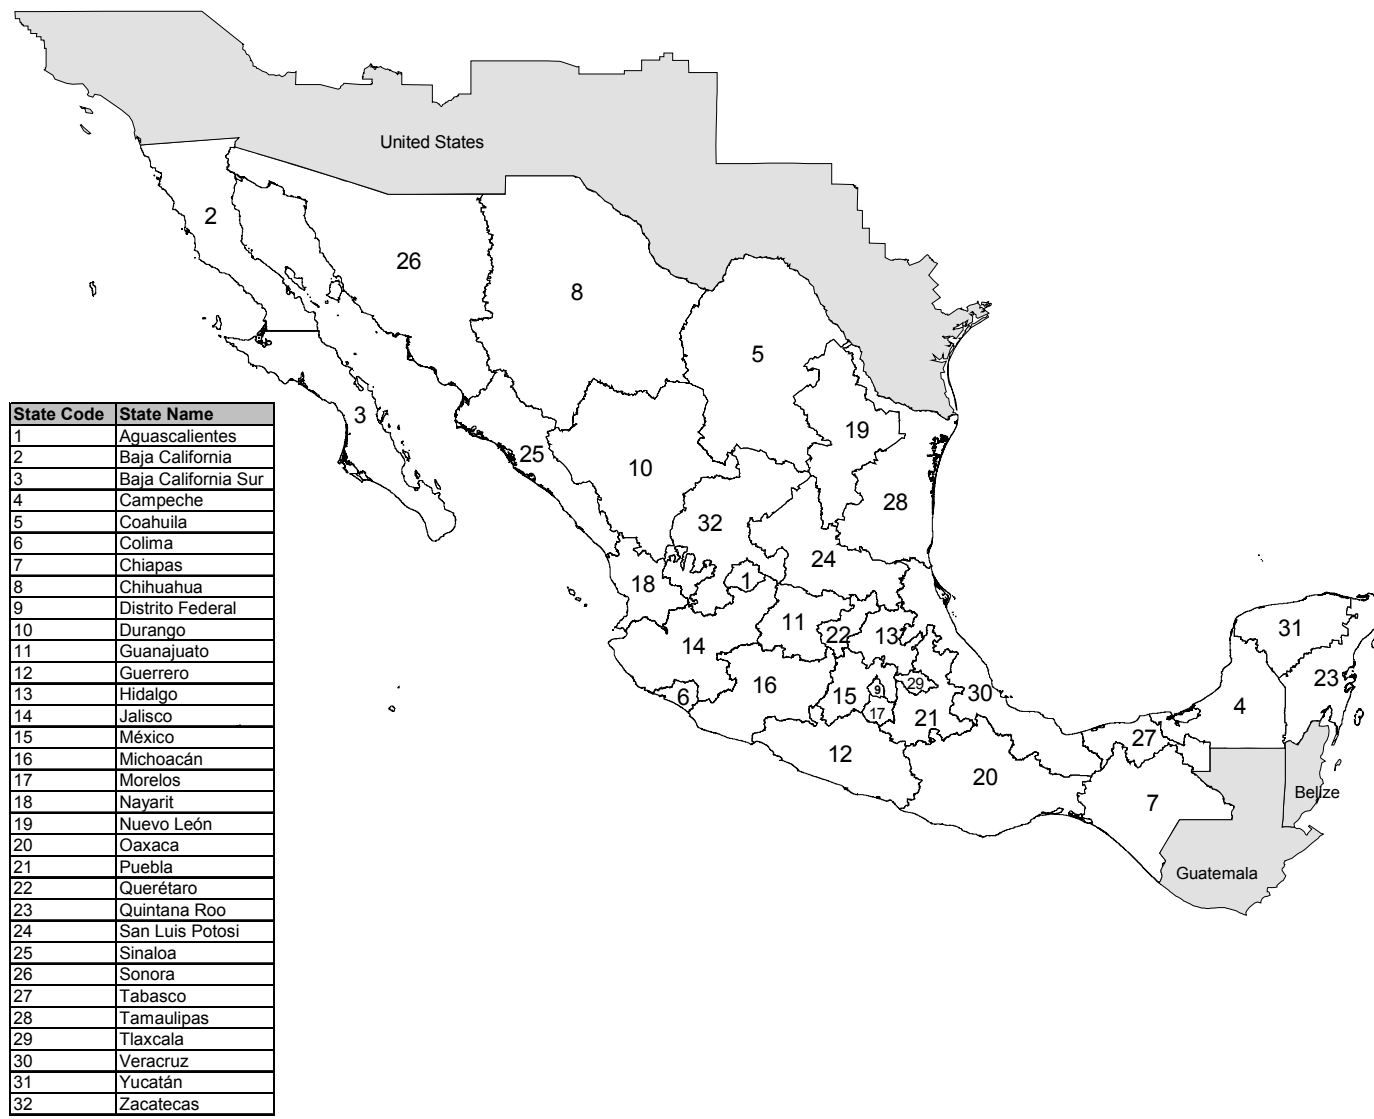 United States
2
26
8
5
19
3
25
10
28
32
24
18
1
14
11
22
13
31
23
6
16
15
9
29
30
17
21
4
27
12
20
7
Belize
Guatemala
State Code State Name
1 Aguascalientes
2 Baja California
3 Baja California Sur
4 Campeche
5 Coahuila
6 Colima
7 Chiapas
8 Chihuahua
9 Distrito Federal
10 Durango
11 Guanajuato
12 Guerrero
13 Hidalgo
14 Jalisco
15 México
16 Michoacán
17 Morelos
18 Nayarit
19 Nuevo León
20 Oaxaca
21 Puebla
22 Querétaro
23 Quintana Roo
24 San Luis Potosi
25 Sinaloa
26 Sonora
27 Tabasco
28 Tamaulipas
29 Tlaxcala
30 Veracruz
31 Yucatán
32 Zacatecas